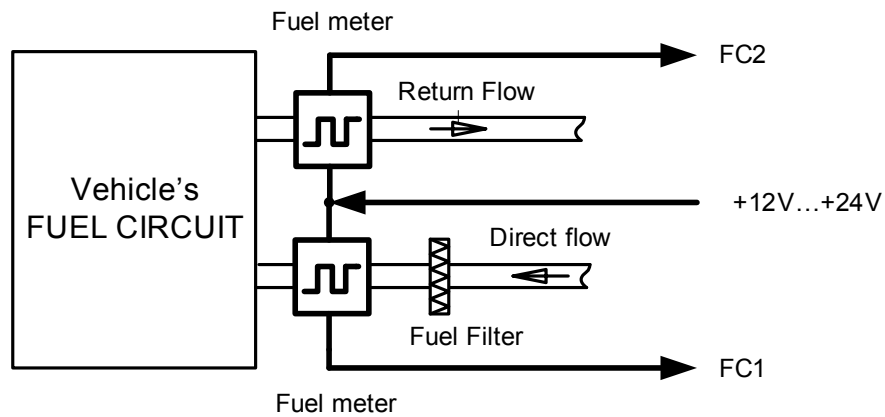 Fuel meter
FC2
Return Flow
Vehicle's
FUEL CIRCUIT
+12V...+24V
Direct flow
Fuel Filter
FC1
Fuel meter